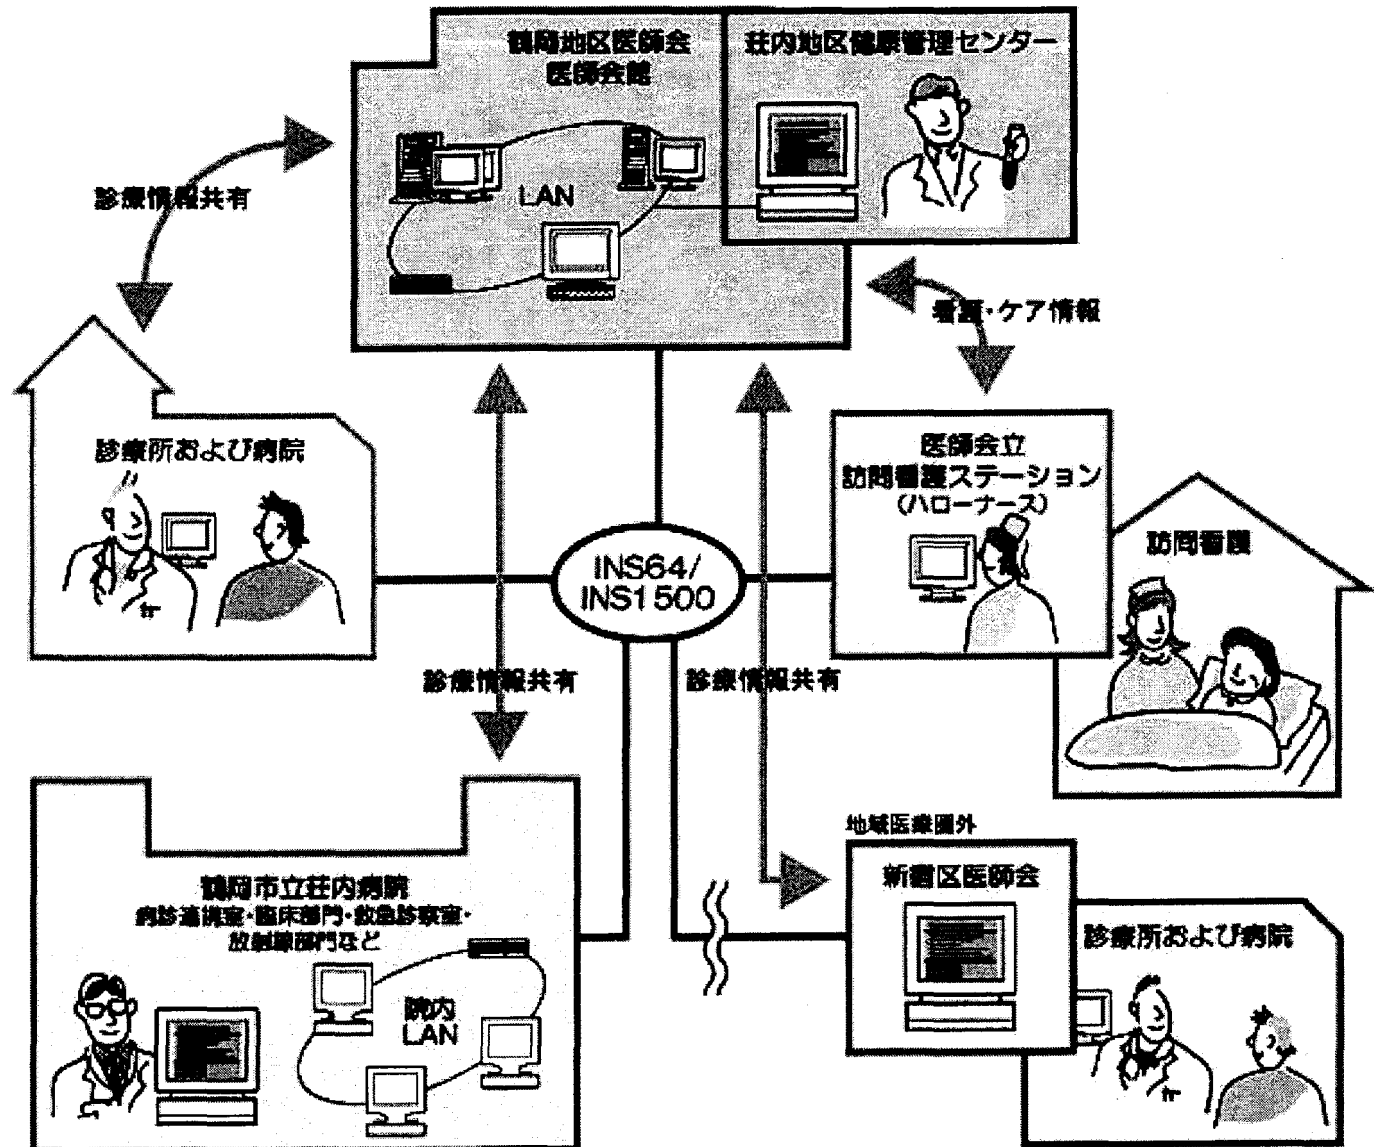 鶴岡地区医師会
医師会館
荘内地区健康管理センター
LAN
診療情報共有
看護・ケア情報
診療所および病院
医師会立
訪問看護ステーション
(ハローナース)
訪問看護
INS64/
INS1500
診療情報共有
診療情報共有
鶴岡市立荘内病院
病診連携室・臨床部門・救急診察室・
放射線部門など
院内
LAN
地域医療圏外
新宿区医師会
診療所および病院